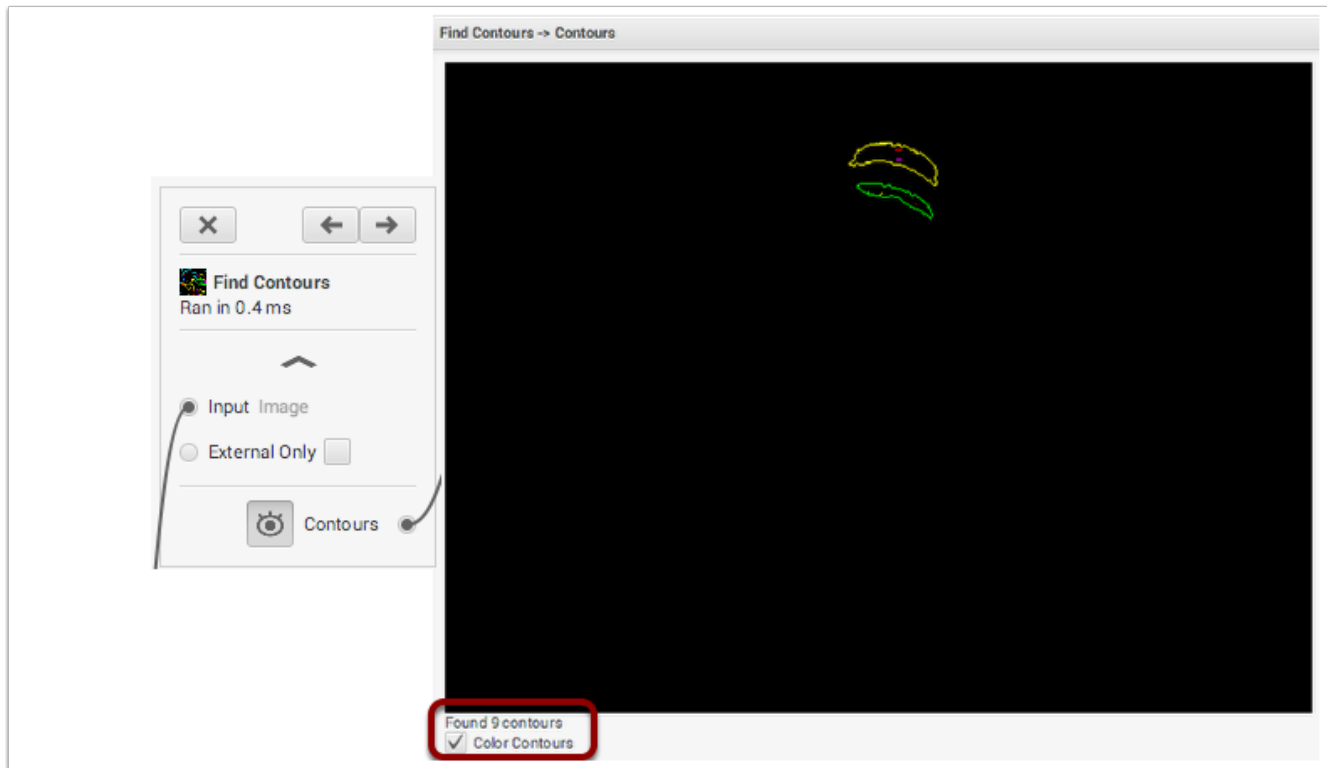 Find Contours -> Contours
Find Contours
Ran in 0.4 ms
Input Image
External Only
Contours
Found 9 contours
Color Contours